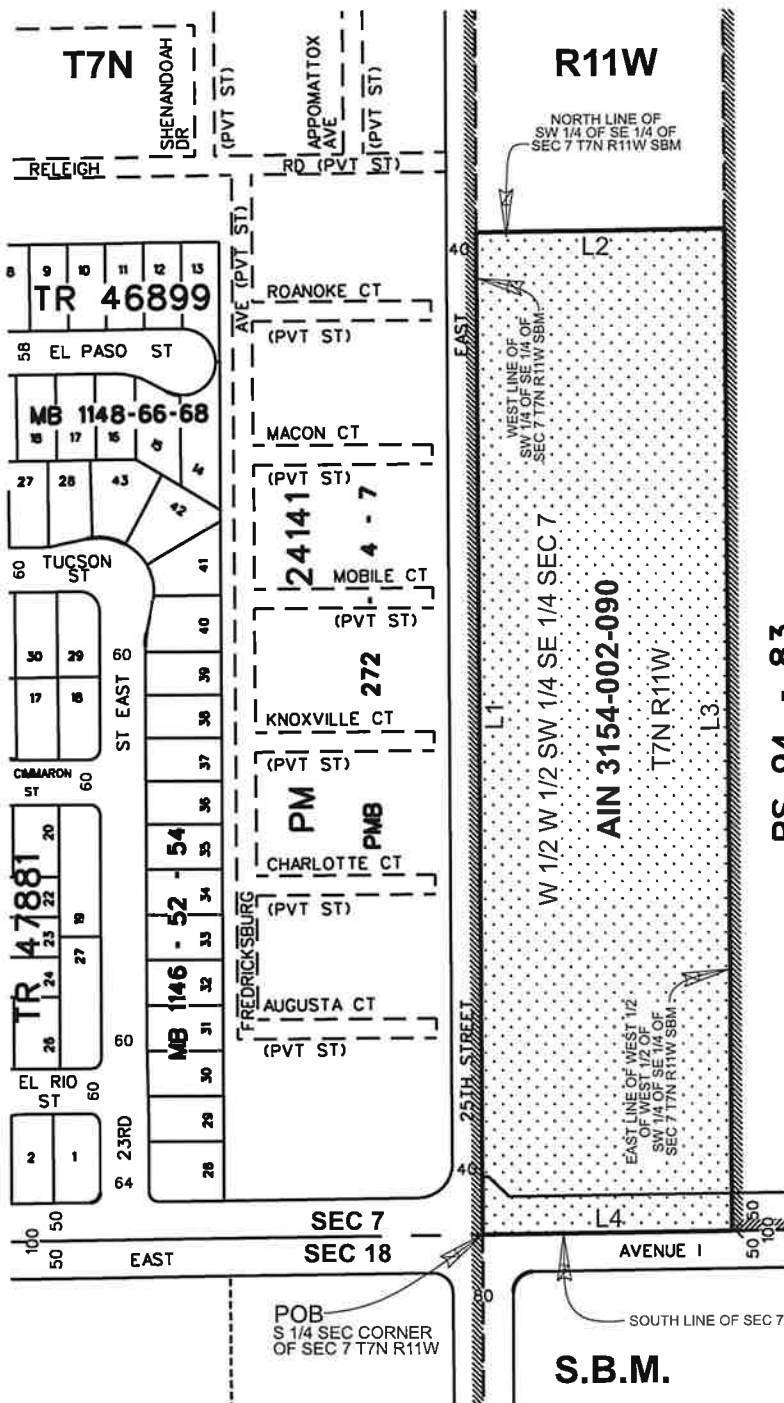 T7N
R11W
SHENANDOAH
DR
(PVT ST)
APPOMATTOX
AVE
(PVT ST)
NORTH LINE OF
SW 1/4 OF SE 1/4 OF
SEC 7 T7N R11W SBM
RELEIGH
RD (PVT ST)
8
9
10
11
12
13
TR 46899
AVE (PVT ST)
ROANOKE CT
(PVT ST)
40
EAST
L2
WEST LINE OF
SW 1/4 OF SE 1/4 OF
SEC 7 T7N R11W SBM
58
EL PASO ST
MB 1148-66-68
18
17
16
15
14
MACON CT
(PVT ST)
27
28
43
42
41
24141
4 - 7
MOBILE CT
(PVT ST)
60
TUCSON
ST
40
30
29
60
ST EAST
39
272
17
18
38
KNOXVILLE CT
(PVT ST)
L1
W 1/2 W 1/2 SW 1/4 SE 1/4 SEC 7
AIN 3154-002-090
T7N R11W
L3
37
CIMMARON
ST
60
36
PM
PMB
20
35
CHARLOTTE CT
(PVT ST)
TR 47881
22
19
34
23
33
27
24
32
MB 1146 - 52 - 54
FREDRICKSBURG
26
31
AUGUSTA CT
(PVT ST)
60
30
EL RIO
ST
60
29
25TH STREET
EAST LINE OF WEST 1/2
OF WEST 1/2 OF
SW 1/4 OF SE 1/4 OF
SEC 7 T7N R11W SBM
2
1
23RD
64
28
40
50
100
50
SEC 7
SEC 18
EAST
L4
AVENUE I
50
100
50
80
POB
S 1/4 SEC CORNER
OF SEC 7 T7N R11W
SOUTH LINE OF SEC 7
S.B.M.